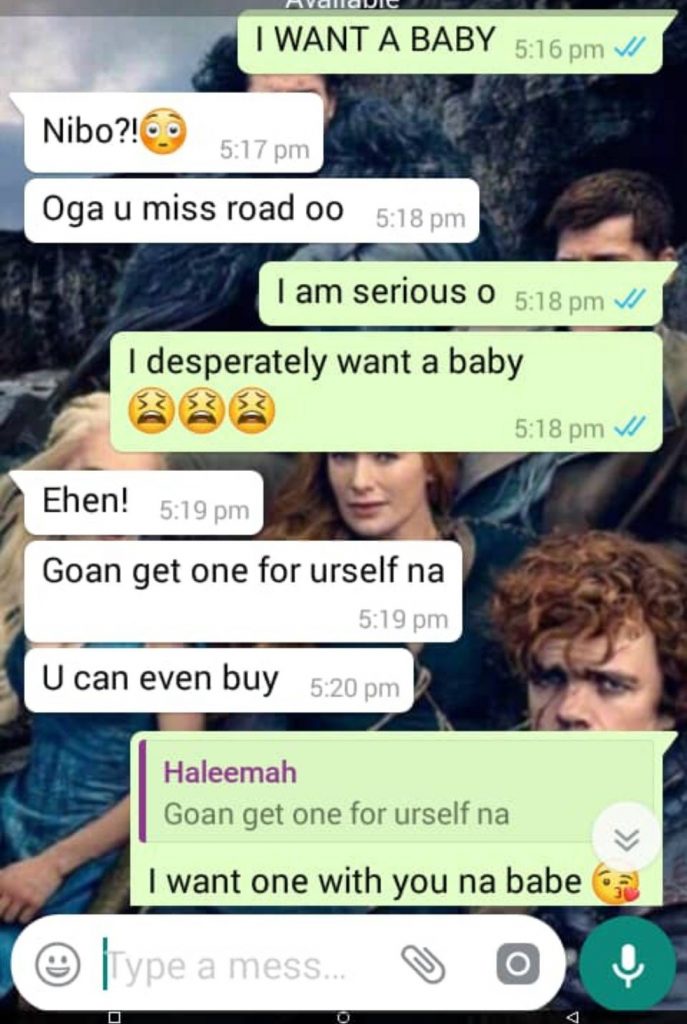 Available
I WANT A BABY 5:16 pm
Nibo?!😳 5:17 pm
Oga u miss road oo 5:18 pm
I am serious o 5:18 pm
I desperately want a baby
😫😫😫 5:18 pm
Ehen! 5:19 pm
Goan get one for urself na
5:19 pm
U can even buy 5:20 pm
Haleemah
Goan get one for urself na
I want one with you na babe 😘
Type a mess...